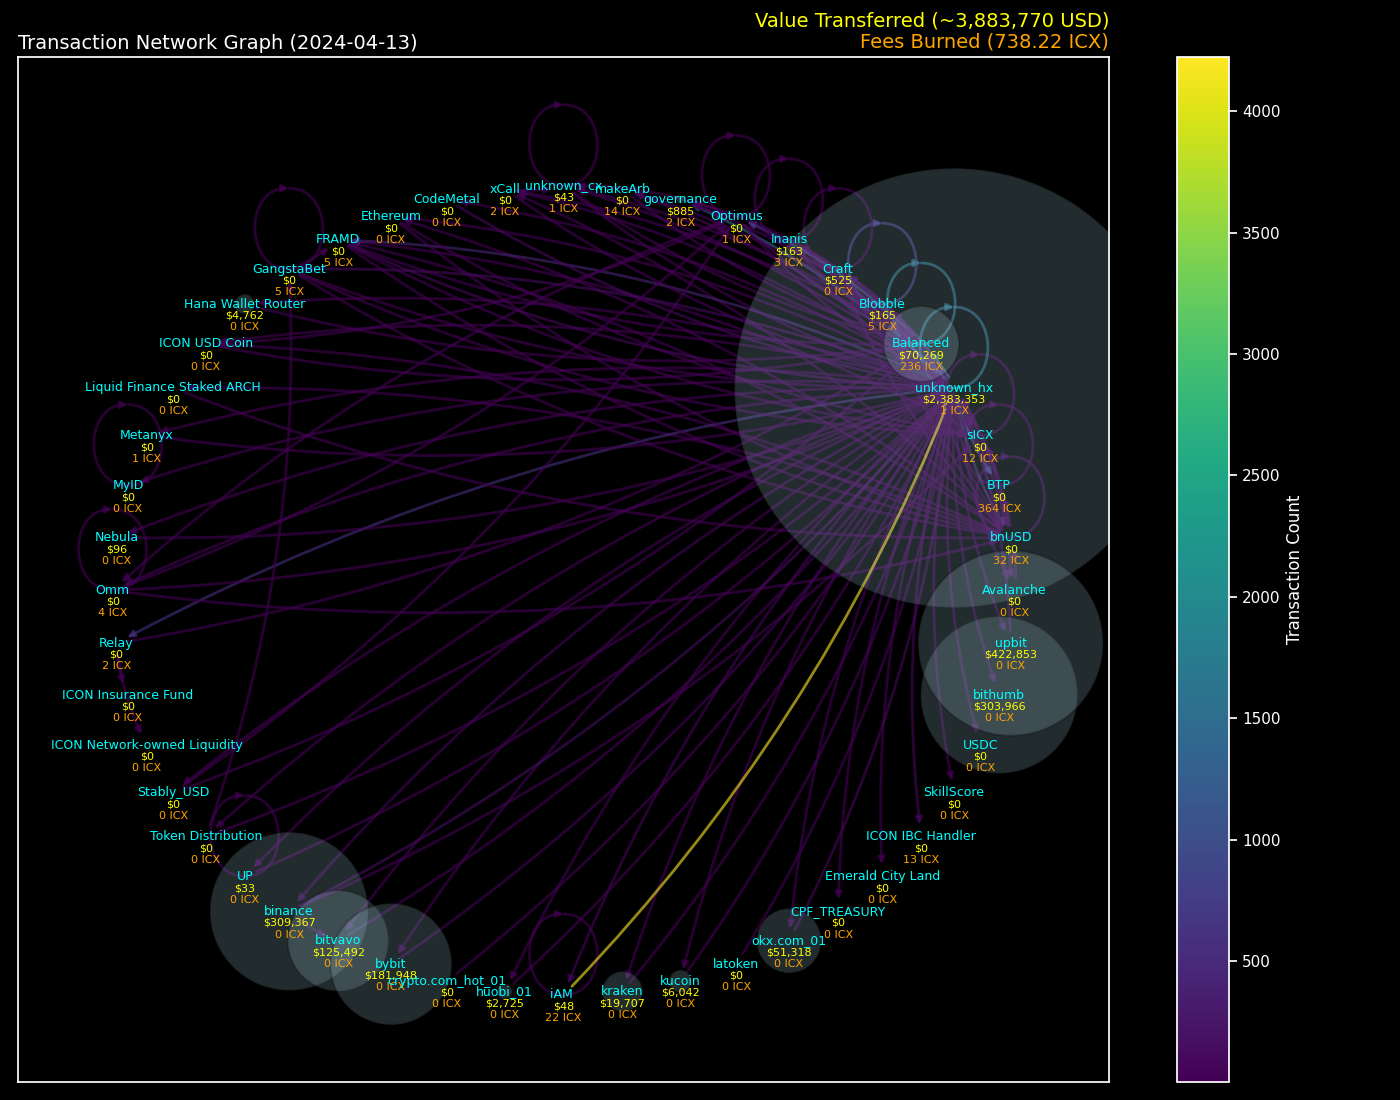 Value Transferred (~3,883,770 USD)
Transaction Network Graph (2024-04-13)
Fees Burned (738.22 ICX)
unknown_cx
$43
1 ICX
xCall
$0
2 ICX
makeArb
$0
14 ICX
CodeMetal
$0
0 ICX
governance
$885
2 ICX
Ethereum
$0
0 ICX
Optimus
$0
1 ICX
FRAMD
$0
5 ICX
Inanis
$163
3 ICX
GangstaBet
$0
5 ICX
Craft
$525
0 ICX
Hana Wallet Router
$4,762
0 ICX
Blobble
$165
5 ICX
ICON USD Coin
$0
0 ICX
Balanced
$70,269
236 ICX
Liquid Finance Staked ARCH
$0
0 ICX
unknown_hx
$2,383,353
1 ICX
Metanyx
$0
1 ICX
sICX
$0
12 ICX
MyID
$0
0 ICX
BTP
$0
364 ICX
Nebula
$96
0 ICX
bnUSD
$0
32 ICX
Omm
$0
4 ICX
Avalanche
$0
0 ICX
Relay
$0
2 ICX
upbit
$422,853
0 ICX
ICON Insurance Fund
$0
0 ICX
bithumb
$303,966
0 ICX
ICON Network-owned Liquidity
$0
0 ICX
USDC
$0
0 ICX
Stably_USD
$0
0 ICX
SkillScore
$0
0 ICX
Token Distribution
$0
0 ICX
ICON IBC Handler
$0
13 ICX
UP
$33
0 ICX
Emerald City Land
$0
0 ICX
binance
$309,367
0 ICX
CPF_TREASURY
$0
0 ICX
bitvavo
$125,492
0 ICX
okx.com_01
$51,318
0 ICX
bybit
$181,948
0 ICX
latoken
$0
0 ICX
crypto.com_hot_01
$0
0 ICX
kucoin
$6,042
0 ICX
huobi_01
$2,725
0 ICX
iAM
$48
22 ICX
kraken
$19,707
0 ICX
4000
3500
3000
2500
2000
1500
1000
500
Transaction Count